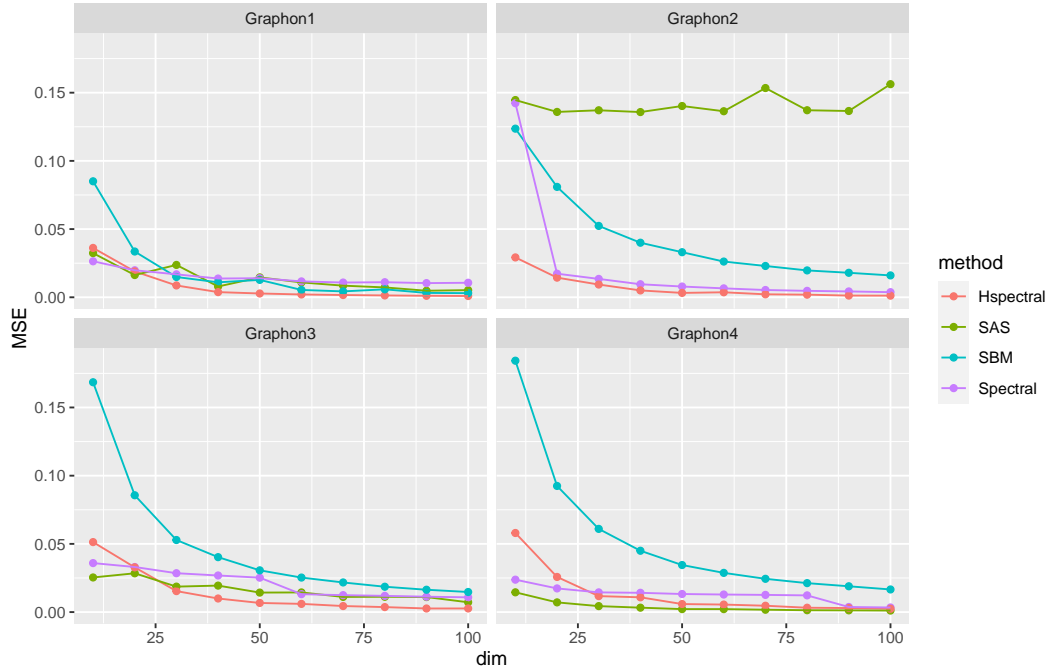 Graphon1
Graphon2
0.15
0.10
0.05
0.00
MSE
Graphon3
Graphon4
0.15
0.10
0.05
0.00
25
50
75
100
25
50
75
100
dim
method
Hspectral
SAS
SBM
Spectral